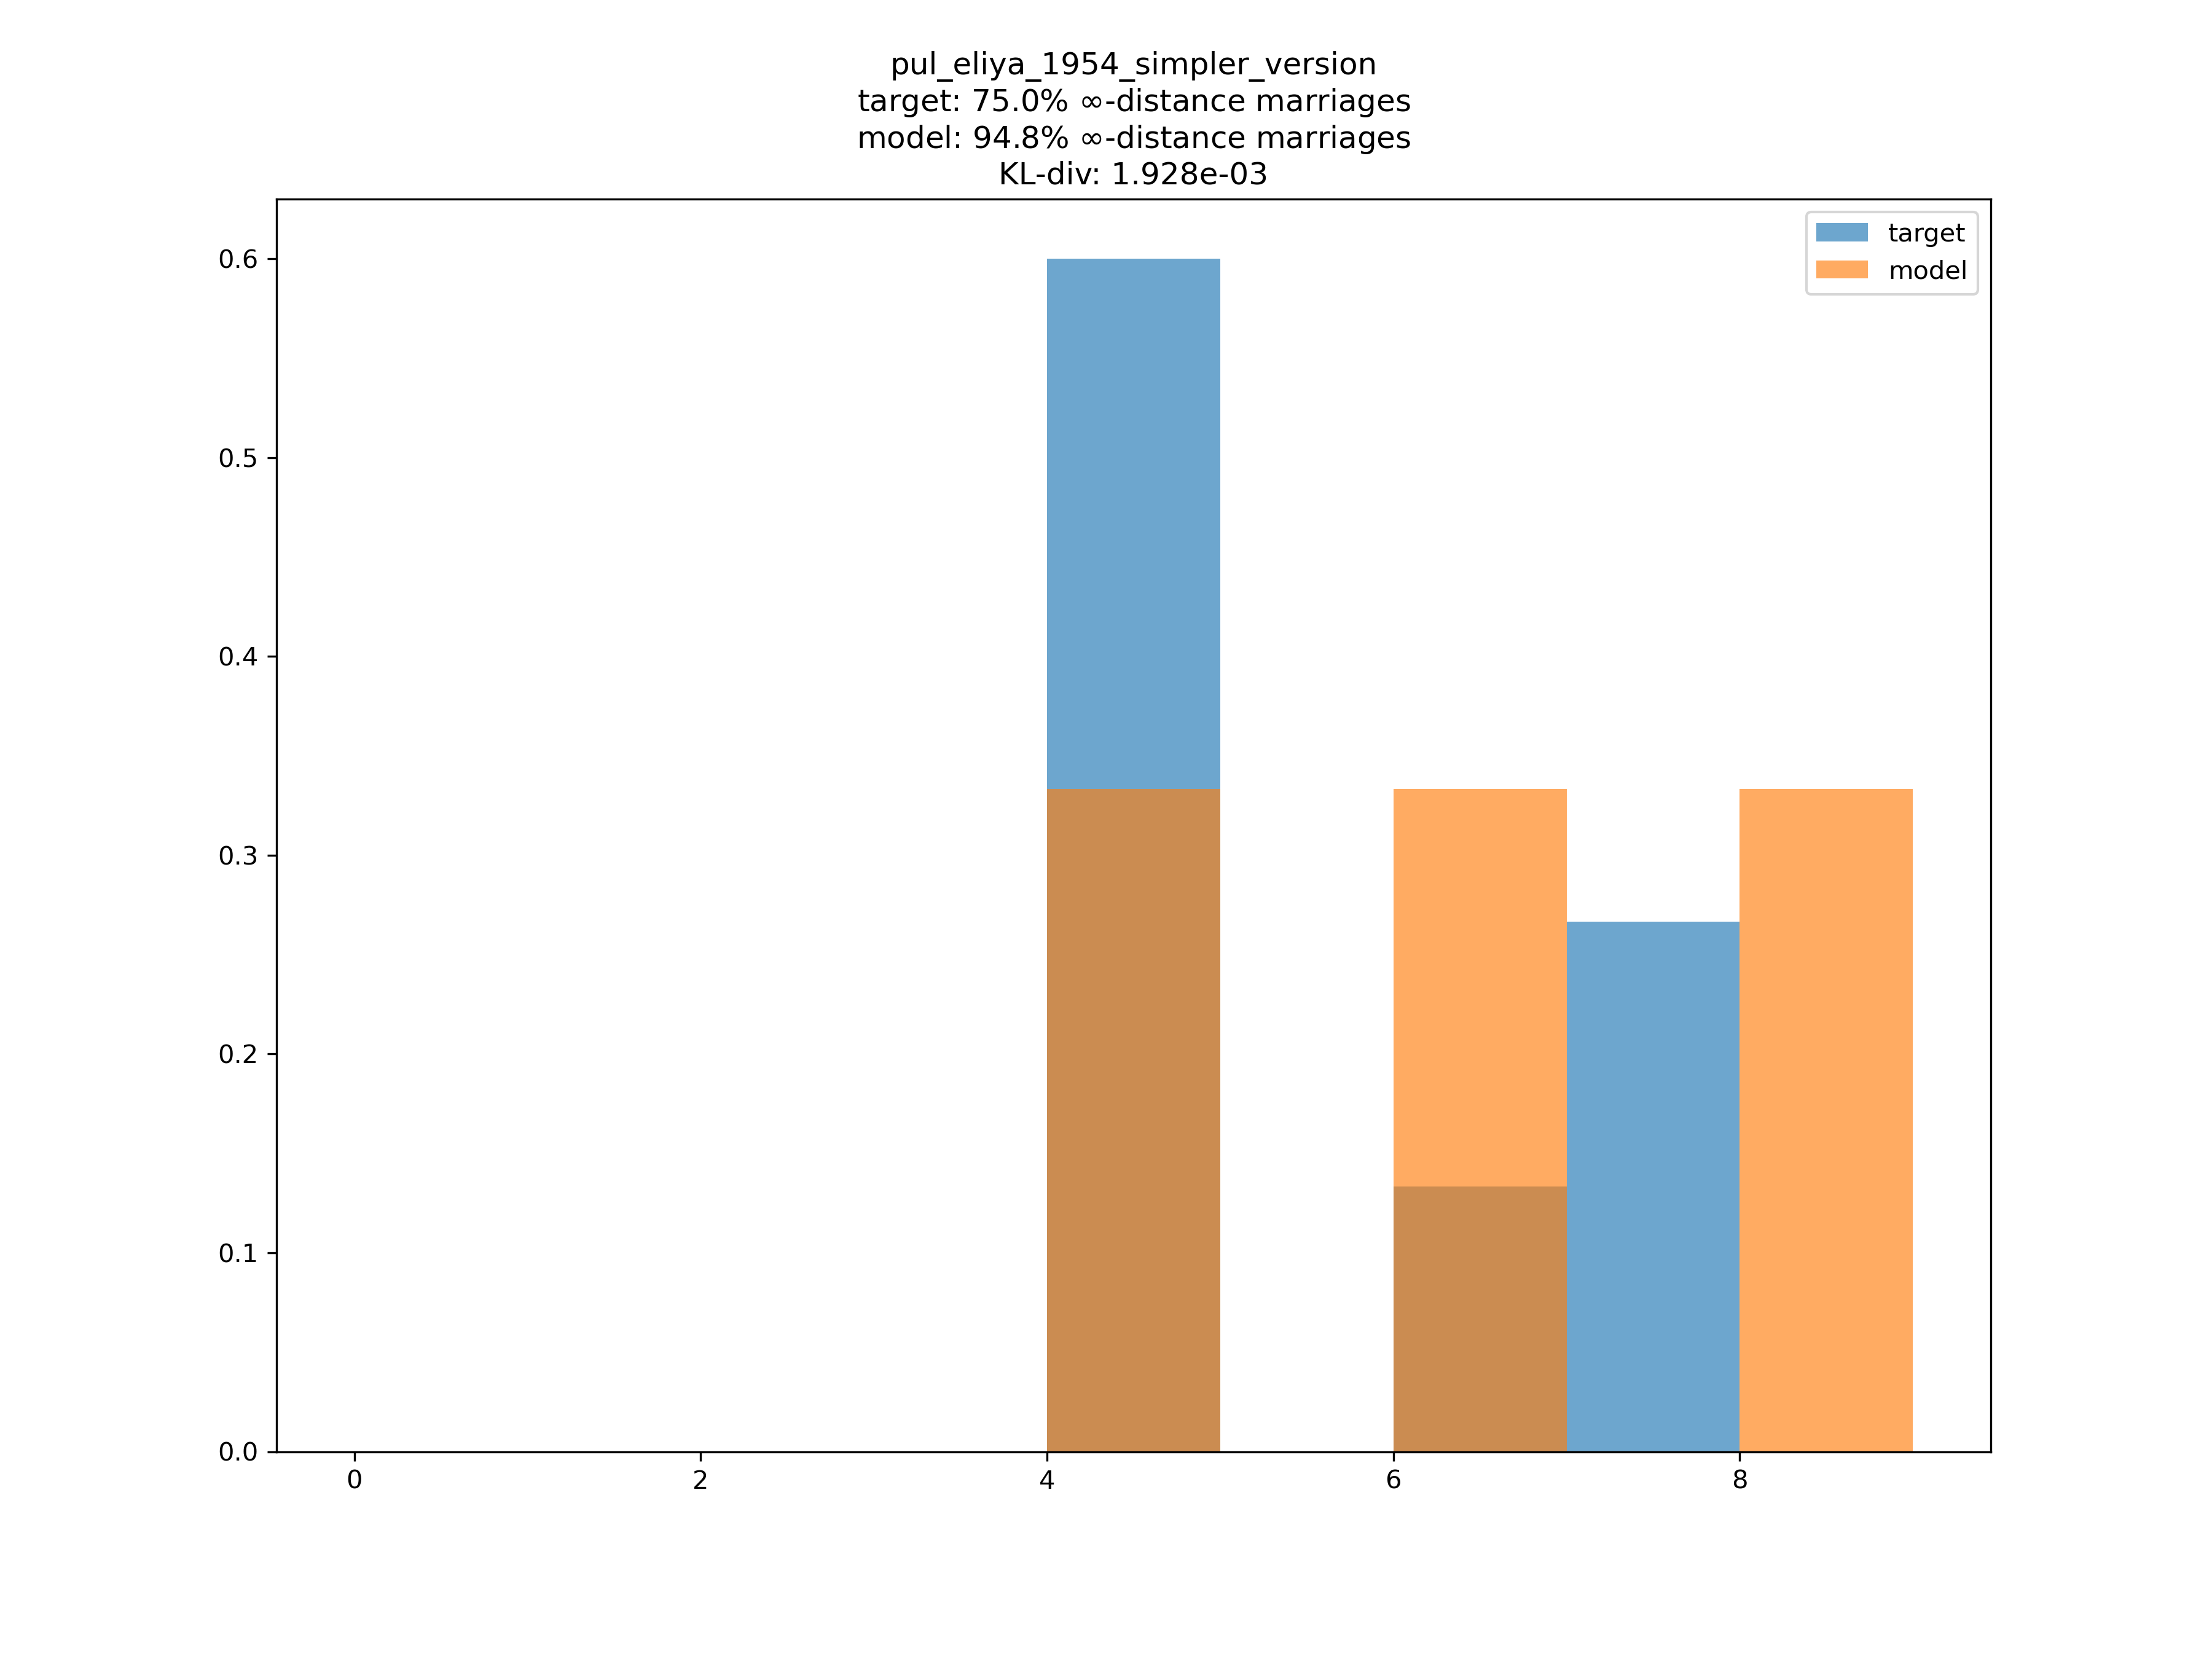 pul_eliya_1954_simpler_version
target: 75.0% ∞-distance marriages
model: 94.8% ∞-distance marriages
KL-div: 1.928e-03
target
model
0.6
0.5
0.4
0.3
0.2
0.1
0.0
0 2 4 6 8